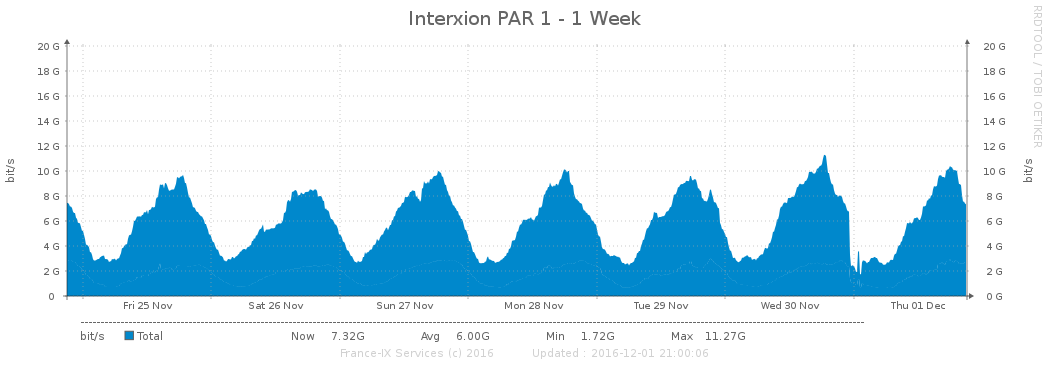 Interxion PAR 1 - 1 Week
RRDTOOL / TOBI OETIKER
20 G 20 G
18 G 18 G
16 G 16 G
14 G 14 G
12 G 12 G
10 G 10 G
8 G 8 G
6 G 6 G
4 G 4 G
2 G 2 G
0 0 G
bit/s bit/s
Fri 25 Nov Sat 26 Nov Sun 27 Nov Mon 28 Nov Tue 29 Nov Wed 30 Nov Thu 01 Dec
bit/s Total Now 7.32G Avg 6.00G Min 1.72G Max 11.27G
France-IX Services (c) 2016 Updated : 2016-12-01 21:00:06